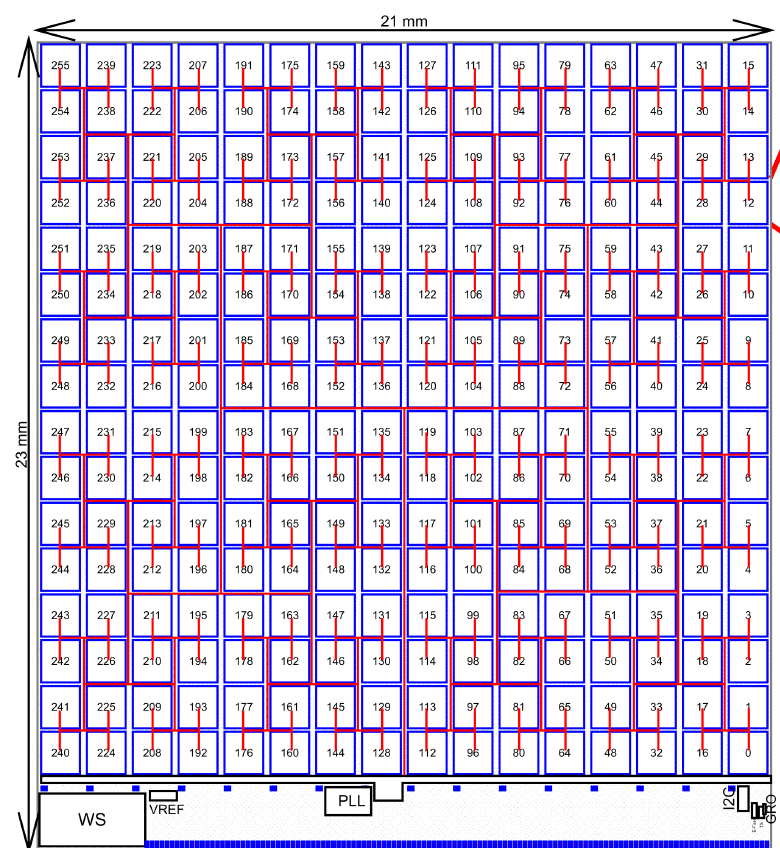 21 mm
255 239 223 207 191 175 159 143 127 111 95 79 63 47 31 15
254 238 222 206 190 174 158 142 126 110 94 78 62 46 30 14
253 237 221 205 189 173 157 141 125 109 93 77 61 45 29 13
252 236 220 204 188 172 156 140 124 108 92 76 60 44 28 12
251 235 219 203 187 171 155 139 123 107 91 75 59 43 27 11
250 234 218 202 186 170 154 138 122 106 90 74 58 42 26 10
249 233 217 201 185 169 153 137 121 105 89 73 57 41 25 9
248 232 216 200 184 168 152 136 120 104 88 72 56 40 24 8
23 mm
247 231 215 199 183 167 151 135 119 103 87 71 55 39 23 7
246 230 214 198 182 166 150 134 118 102 86 70 54 38 22 6
245 229 213 197 181 165 149 133 117 101 85 69 53 37 21 5
244 228 212 196 180 164 148 132 116 100 84 68 52 36 20 4
243 227 211 195 179 163 147 131 115 99 83 67 51 35 19 3
242 226 210 194 178 162 146 130 114 98 82 66 50 34 18 2
241 225 209 193 177 161 145 129 113 97 81 65 49 33 17 1
240 224 208 192 176 160 144 128 112 96 80 64 48 32 16 0
WS
VREF
PLL
I2C
GRO